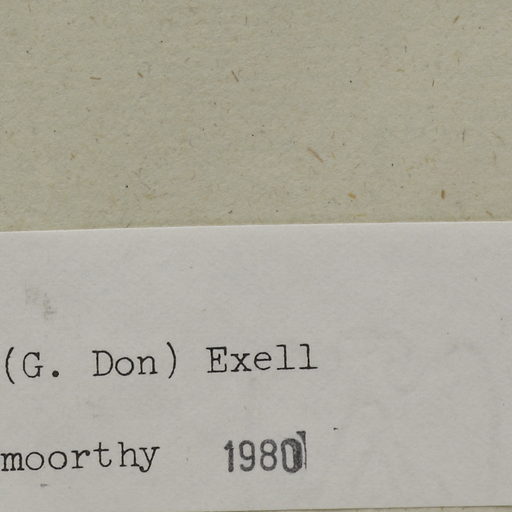 (G. Don) Exell
moorthy 1980